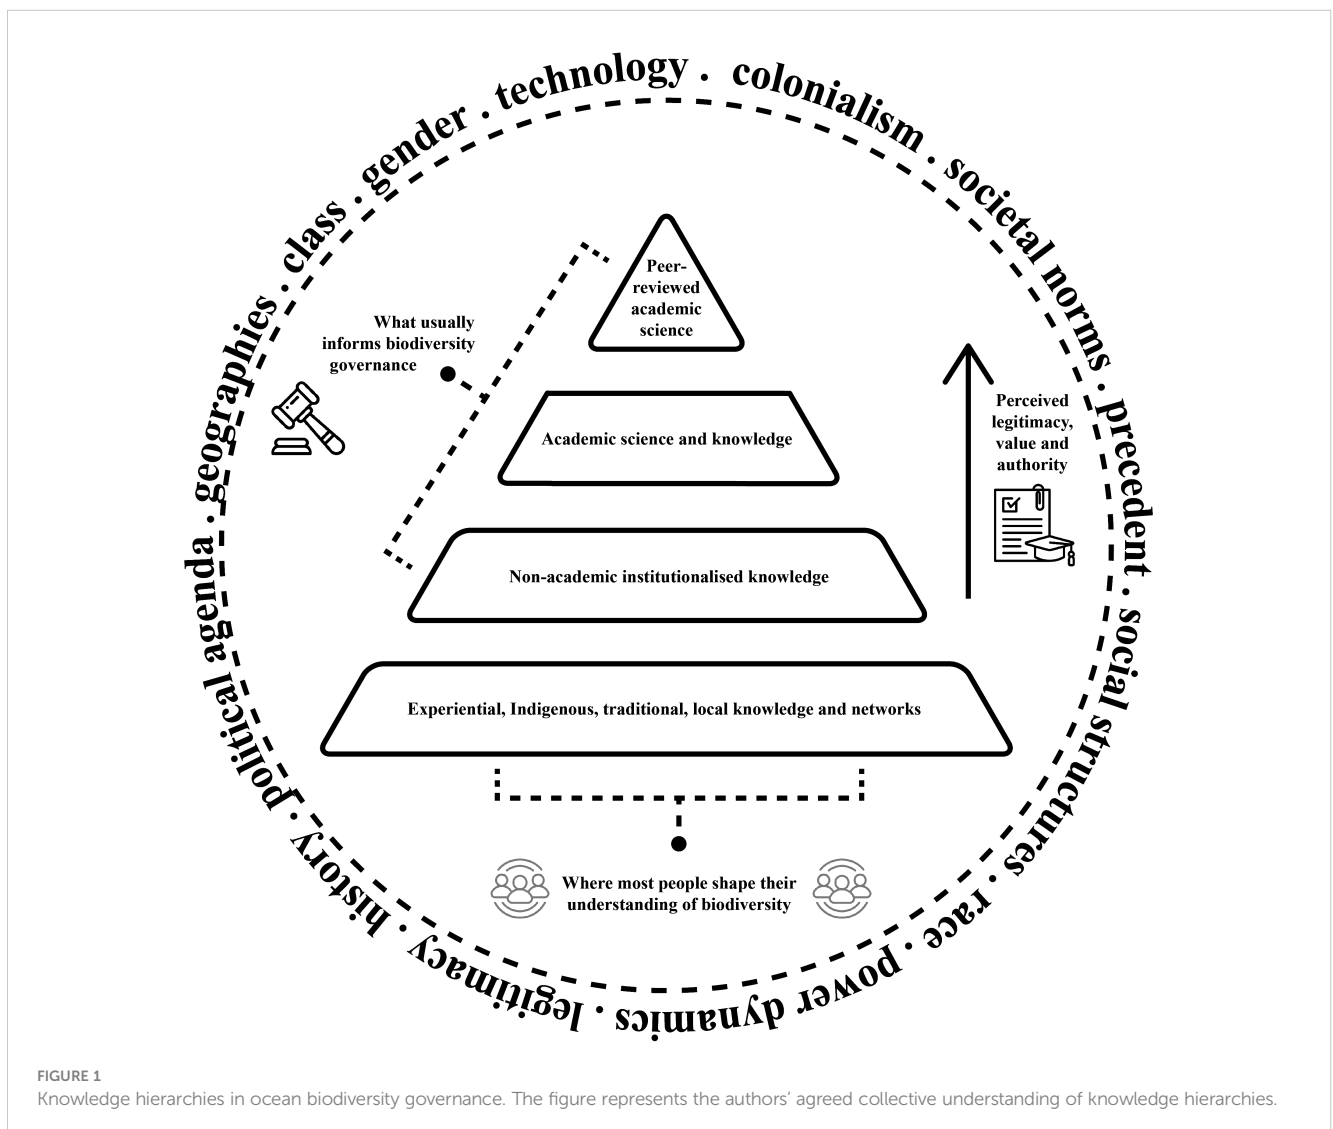 technology . colonialism . societal norms . precedent . social structures . race . power dynamics . legitimacy . history . political agenda . geographies . class . gender .
Peer-
reviewed
academic
science
What usually
informs biodiversity
governance
Academic science and knowledge
Perceived
legitimacy,
value and
authority
Non-academic institutionalised knowledge
Experiential, Indigenous, traditional, local knowledge and networks
Where most people shape their
understanding of biodiversity
FIGURE 1
Knowledge hierarchies in ocean biodiversity governance. The figure represents the authors’ agreed collective understanding of knowledge hierarchies.